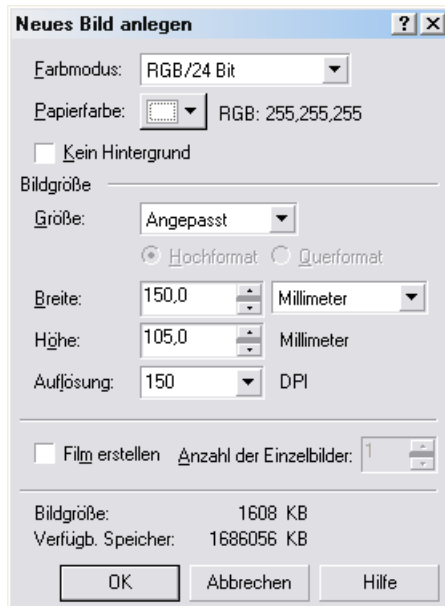 Neues Bild anlegen
Farbmodus: RGB/24 Bit
Papierfarbe: RGB: 255,255,255
Kein Hintergrund
Bildgröße
Größe: Angepasst
Hochformat Querformat
Breite: 150,0 Millimeter
Höhe: 105,0 Millimeter
Auflösung: 150 DPI
Film erstellen Anzahl der Einzelbilder: 1
Bildgröße: 1608 KB
Verfügb. Speicher: 1686056 KB
OK Abbrechen Hilfe